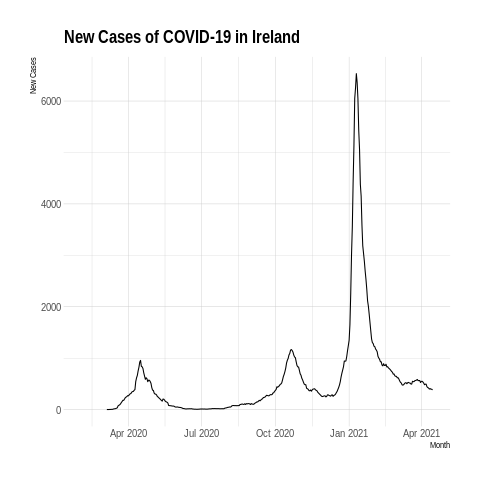 New Cases of COVID-19 in Ireland
New Cases
6000
4000
2000
0
Apr 2020 Jul 2020 Oct 2020 Jan 2021 Apr 2021
Month